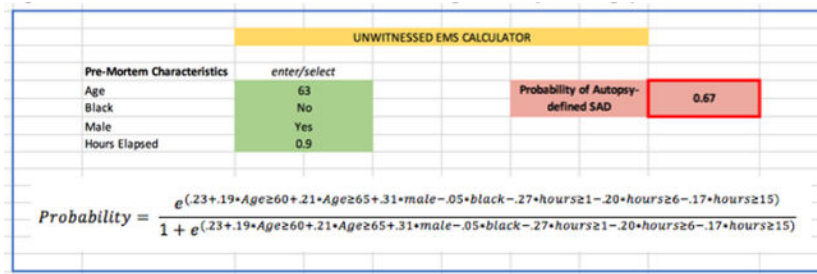 UNWITNESSED EMS CALCULATOR
Pre-Mortem Characteristics enter/select
Age 63
Black No
Male Yes
Hours Elapsed 0.9
Probability of Autopsy-
defined SAD
0.67
Probability = e^(.23+.19•Age≥60+.21•Age≥65+.31•male−.05•black−.27•hours≥1−.20•hours≥6−.17•hours≥15)
1 + e^(.23+.19•Age≥60+.21•Age≥65+.31•male−.05•black−.27•hours≥1−.20•hours≥6−.17•hours≥15)